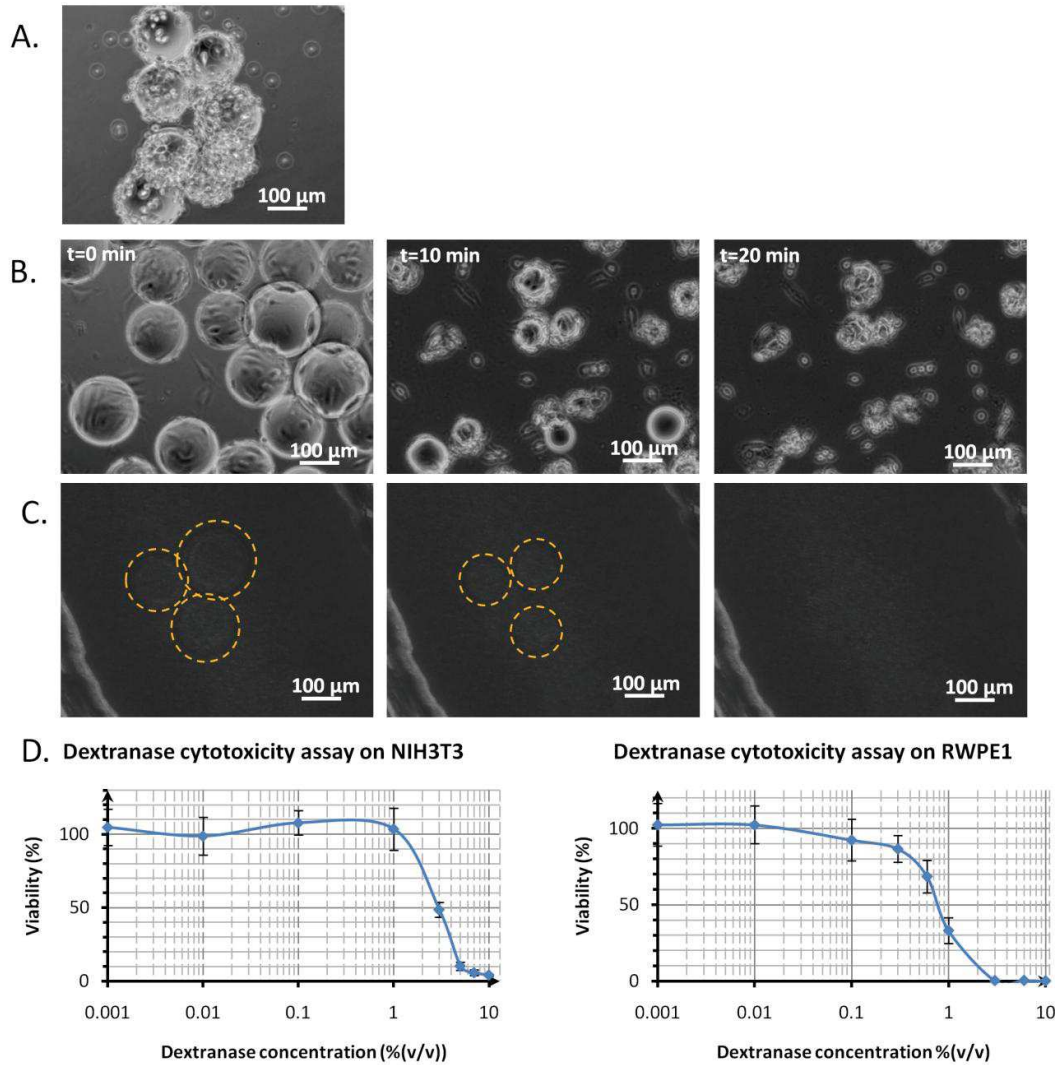 A.
100 µm
B.
t=0 min
100 µm
t=10 min
100 µm
t=20 min
100 µm
C.
100 µm
100 µm
100 µm
D. Dextranase cytotoxicity assay on NIH3T3
Viability (%)
100
50
0
0.001 0.01 0.1 1 10
Dextranase concentration (%(v/v))
Dextranase cytotoxicity assay on RWPE1
Viability (%)
100
50
0
0.001 0.01 0.1 1 10
Dextranase concentration %(v/v)